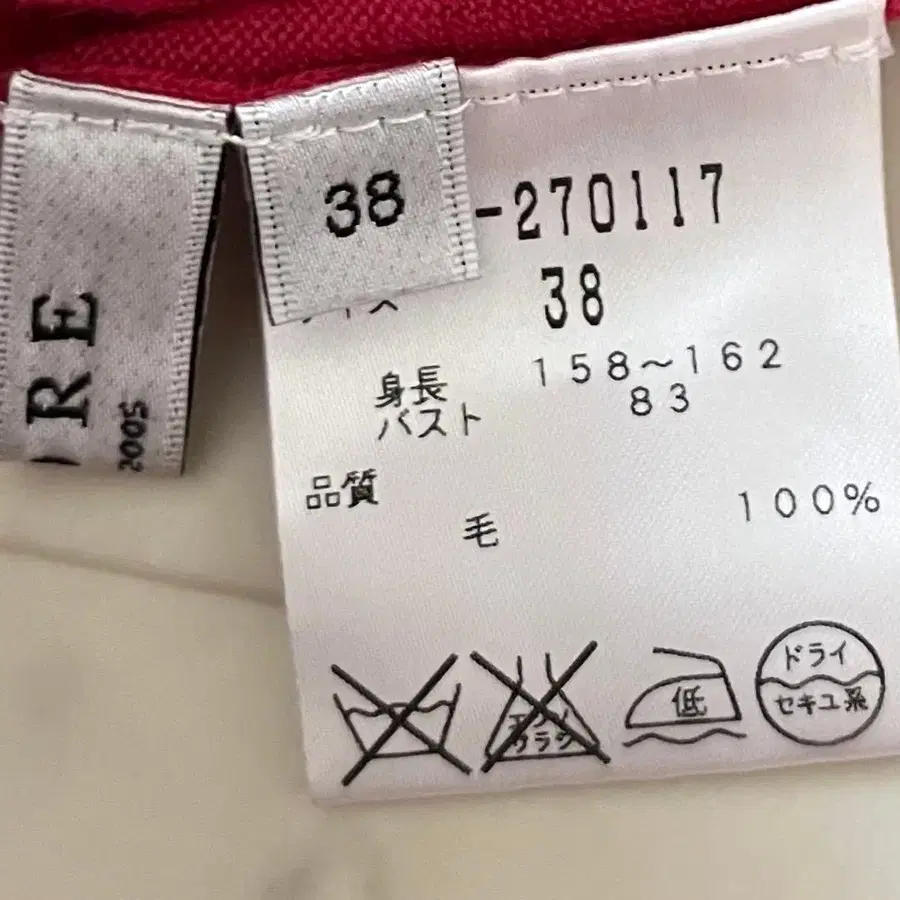 38
-270117
38
身長 158~162
バスト 83
品質
毛 100%
低
ドライ
セキユ系
RE
2005